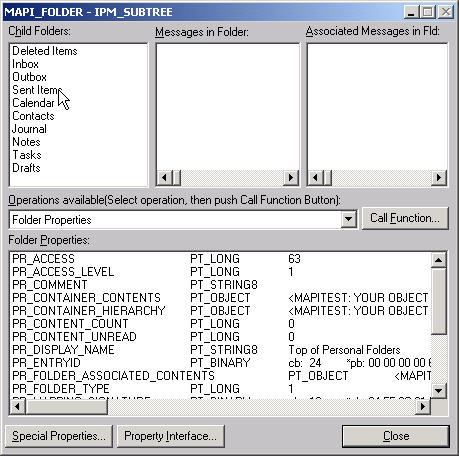 MAPI_FOLDER - IPM_SUBTREE
Child Folders: Messages in Folder: Associated Messages in Fld:
Deleted Items
Inbox
Outbox
Sent Items
Calendar
Contacts
Journal
Notes
Tasks
Drafts
Operations available(Select operation, then push Call Function Button):
Folder Properties Call Function...
Folder Properties:
PR_ACCESS PT_LONG 63
PR_ACCESS_LEVEL PT_LONG 1
PR_COMMENT PT_STRING8
PR_CONTAINER_CONTENTS PT_OBJECT <MAPITEST: YOUR OBJECT
PR_CONTAINER_HIERARCHY PT_OBJECT <MAPITEST: YOUR OBJECT
PR_CONTENT_COUNT PT_LONG 0
PR_CONTENT_UNREAD PT_LONG 0
PR_DISPLAY_NAME PT_STRING8 Top of Personal Folders
PR_ENTRYID PT_BINARY cb: 24 *pb: 00 00 00 00
PR_FOLDER_ASSOCIATED_CONTENTS PT_OBJECT <MAPIT
PR_FOLDER_TYPE PT_LONG 1
Special Properties... Property Interface... Close